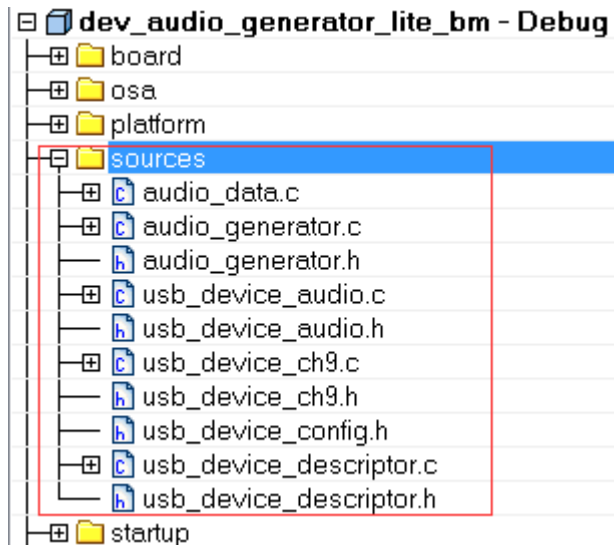 dev_audio_generator_lite_bm - Debug
board
osa
platform
sources
c audio_data.c
c audio_generator.c
h audio_generator.h
c usb_device_audio.c
h usb_device_audio.h
c usb_device_ch9.c
h usb_device_ch9.h
h usb_device_config.h
c usb_device_descriptor.c
h usb_device_descriptor.h
startup